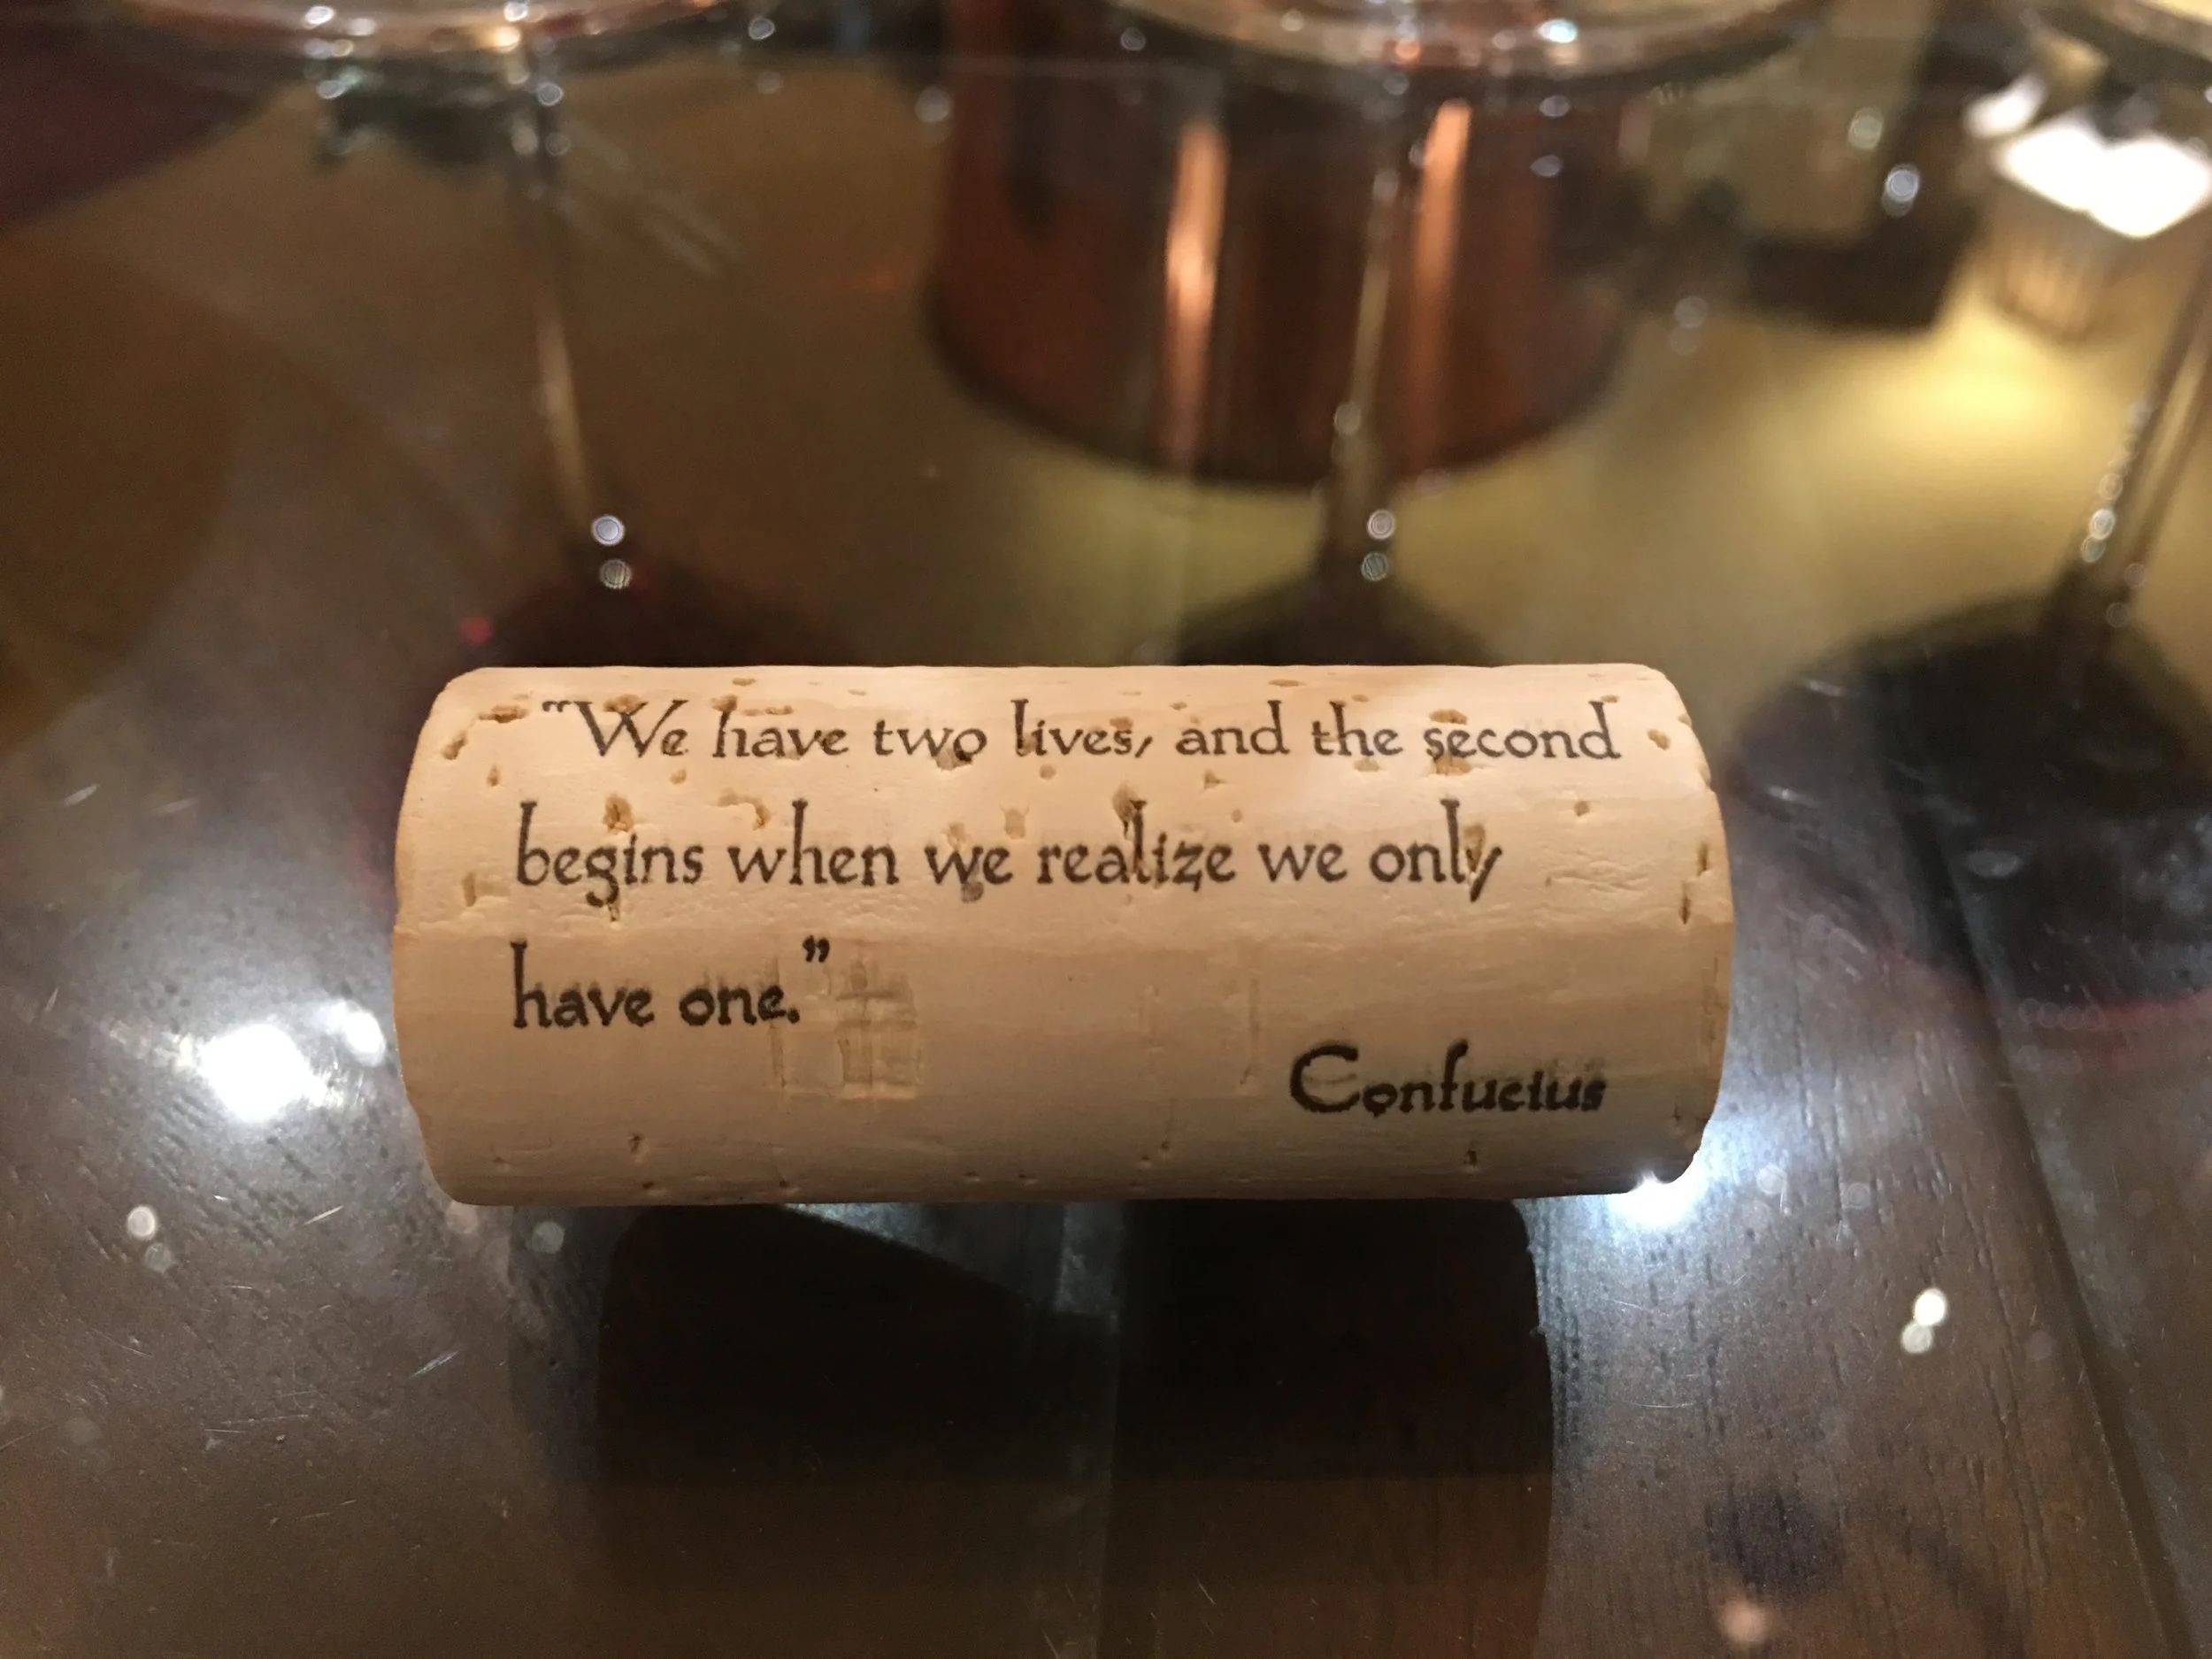 “We have two lives, and the second
begins when we realize we only
have one.”
Confucius